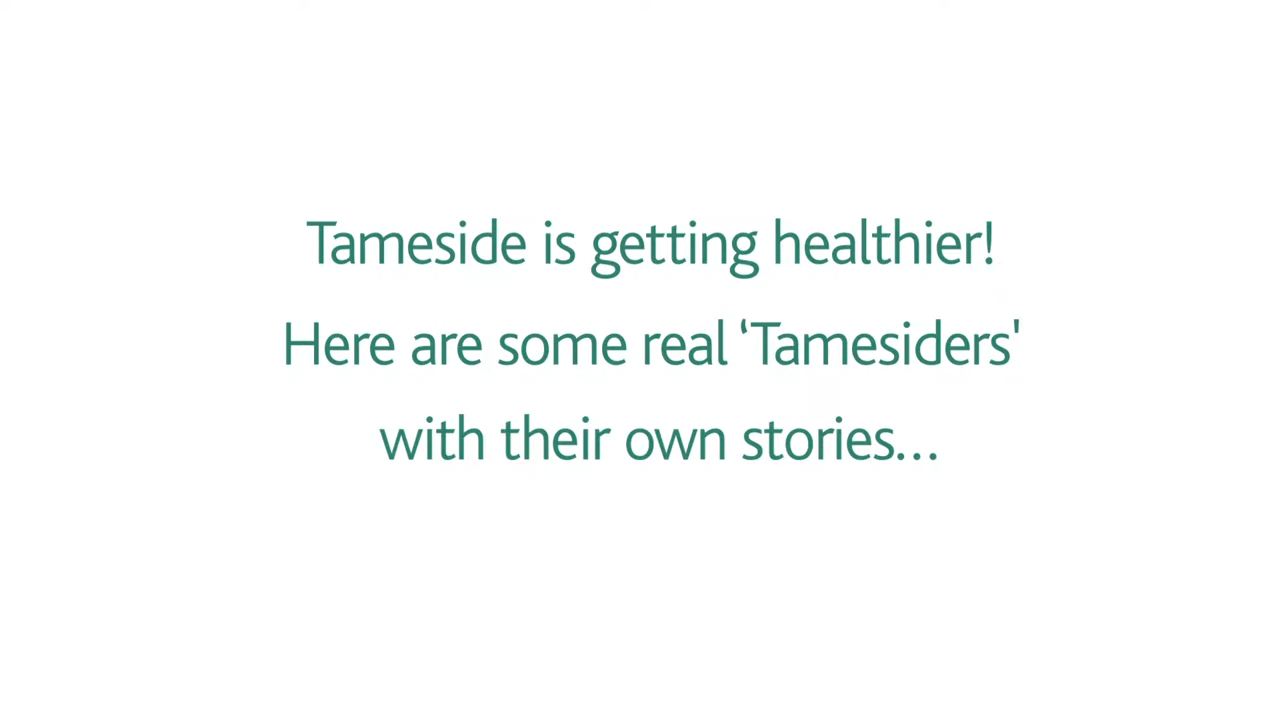 Tameside is getting healthier!
Here are some real ‘Tamesiders'
with their own stories...